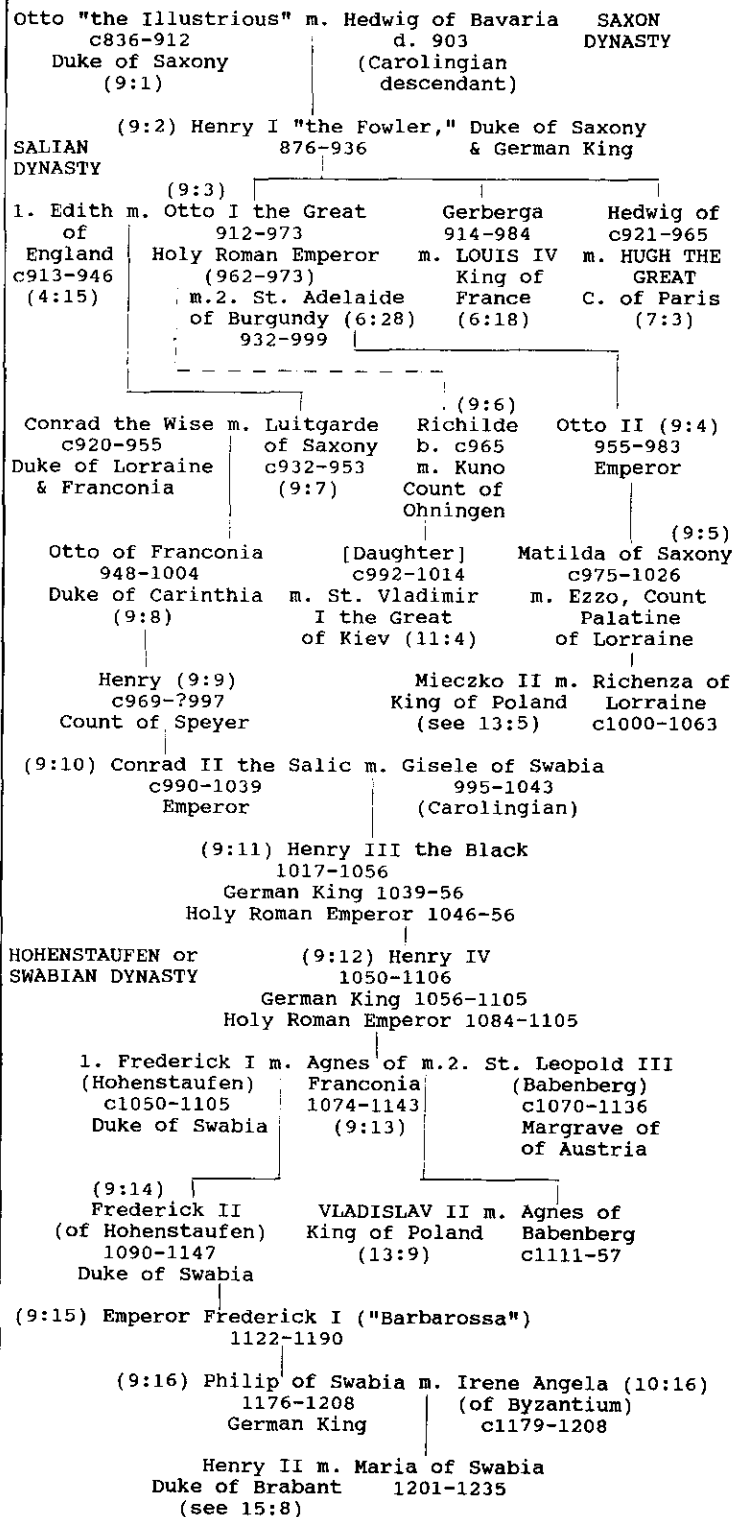 Otto "the Illustrious" m. Hedwig of Bavaria SAXON
c836-912 d. 903 DYNASTY
Duke of Saxony (Carolingian
(9:1) descendant)
(9:2) Henry I "the Fowler," Duke of Saxony
SALIAN 876-936 & German King
DYNASTY
(9:3)
1. Edith m. Otto I the Great Gerberga Hedwig of
of 912-973 914-984 c921-965
England Holy Roman Emperor m. LOUIS IV m. HUGH THE
c913-946 (962-973) King of GREAT
(4:15) m.2. St. Adelaide France C. of Paris
of Burgundy (6:28) (6:18) (7:3)
932-999
(9:6)
Conrad the Wise m. Luitgarde Richilde Otto II (9:4)
c920-955 of Saxony b. c965 955-983
Duke of Lorraine c932-953 m. Kuno Emperor
& Franconia (9:7) Count of
Ohningen
(9:5)
Otto of Franconia [Daughter] Matilda of Saxony
948-1004 c992-1014 c975-1026
Duke of Carinthia m. St. Vladimir m. Ezzo, Count
(9:8) I the Great Palatine
of Kiev (11:4) of Lorraine
Henry (9:9) Mieczko II m. Richenza of
c969-?997 King of Poland Lorraine
Count of Speyer (see 13:5) c1000-1063
(9:10) Conrad II the Salic m. Gisele of Swabia
c990-1039 995-1043
Emperor (Carolingian)
(9:11) Henry III the Black
1017-1056
German King 1039-56
Holy Roman Emperor 1046-56
HOHENSTAUFEN or (9:12) Henry IV
SWABIAN DYNASTY 1050-1106
German King 1056-1105
Holy Roman Emperor 1084-1105
1. Frederick I m. Agnes of m.2. St. Leopold III
(Hohenstaufen) Franconia (Babenberg)
c1050-1105 1074-1143 c1070-1136
Duke of Swabia (9:13) Margrave of
of Austria
(9:14)
Frederick II VLADISLAV II m. Agnes of
(of Hohenstaufen) King of Poland Babenberg
1090-1147 (13:9) c1111-57
Duke of Swabia
(9:15) Emperor Frederick I ("Barbarossa")
1122-1190
(9:16) Philip of Swabia m. Irene Angela (10:16)
1176-1208 (of Byzantium)
German King c1179-1208
Henry II m. Maria of Swabia
Duke of Brabant 1201-1235
(see 15:8)